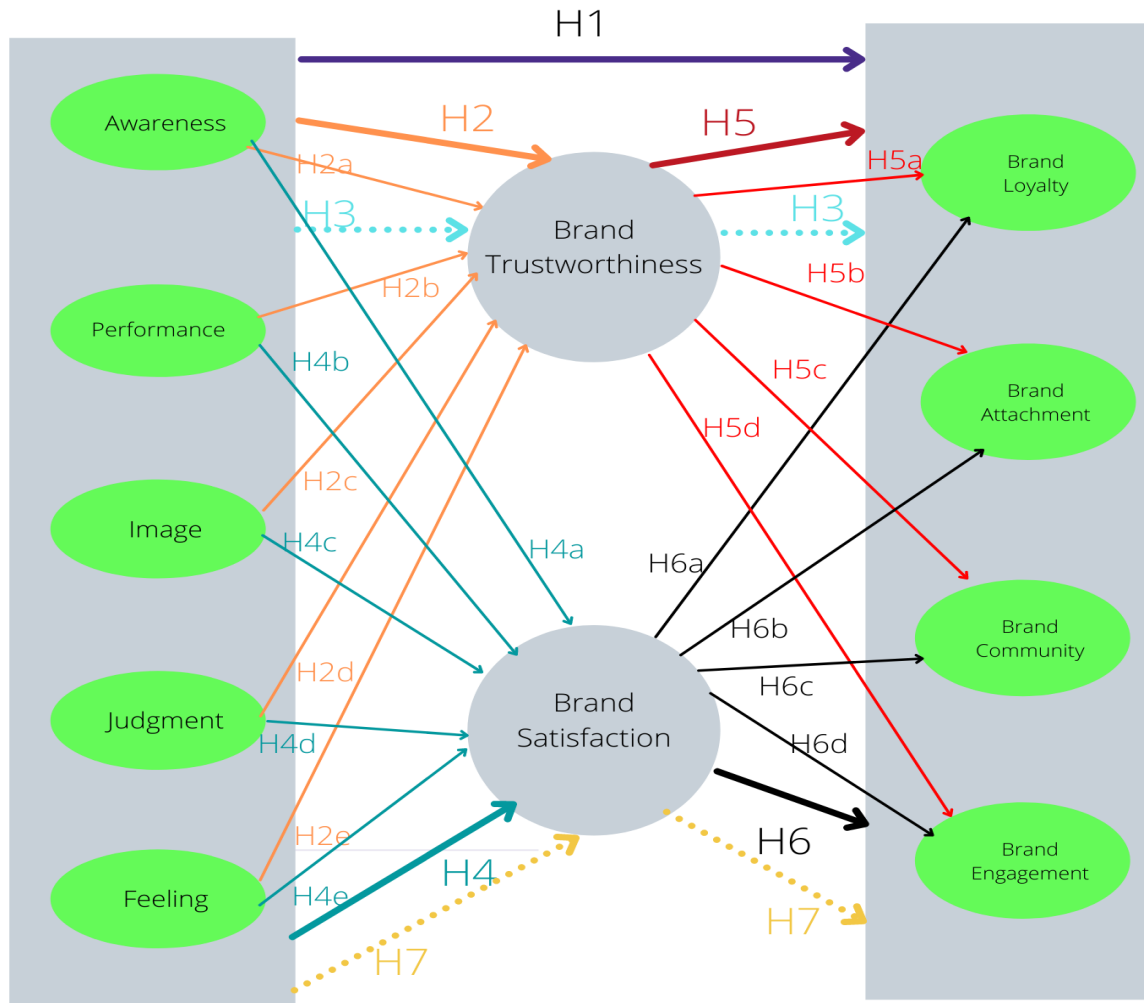 H1
Awareness
H2
H5
H2a
H5a
Brand
Loyalty
H3
H3
Brand
Trustworthiness
H2b
H5b
Performance
H4b
H5c
Brand
Attachment
H5d
H2c
Image
H4c
H4a
H6a
H6b
Brand
Community
H2d
H6c
Judgment
H4d
Brand
Satisfaction
H6d
H2e
H4
H6
Brand
Engagement
Feeling
H4e
H7
H7